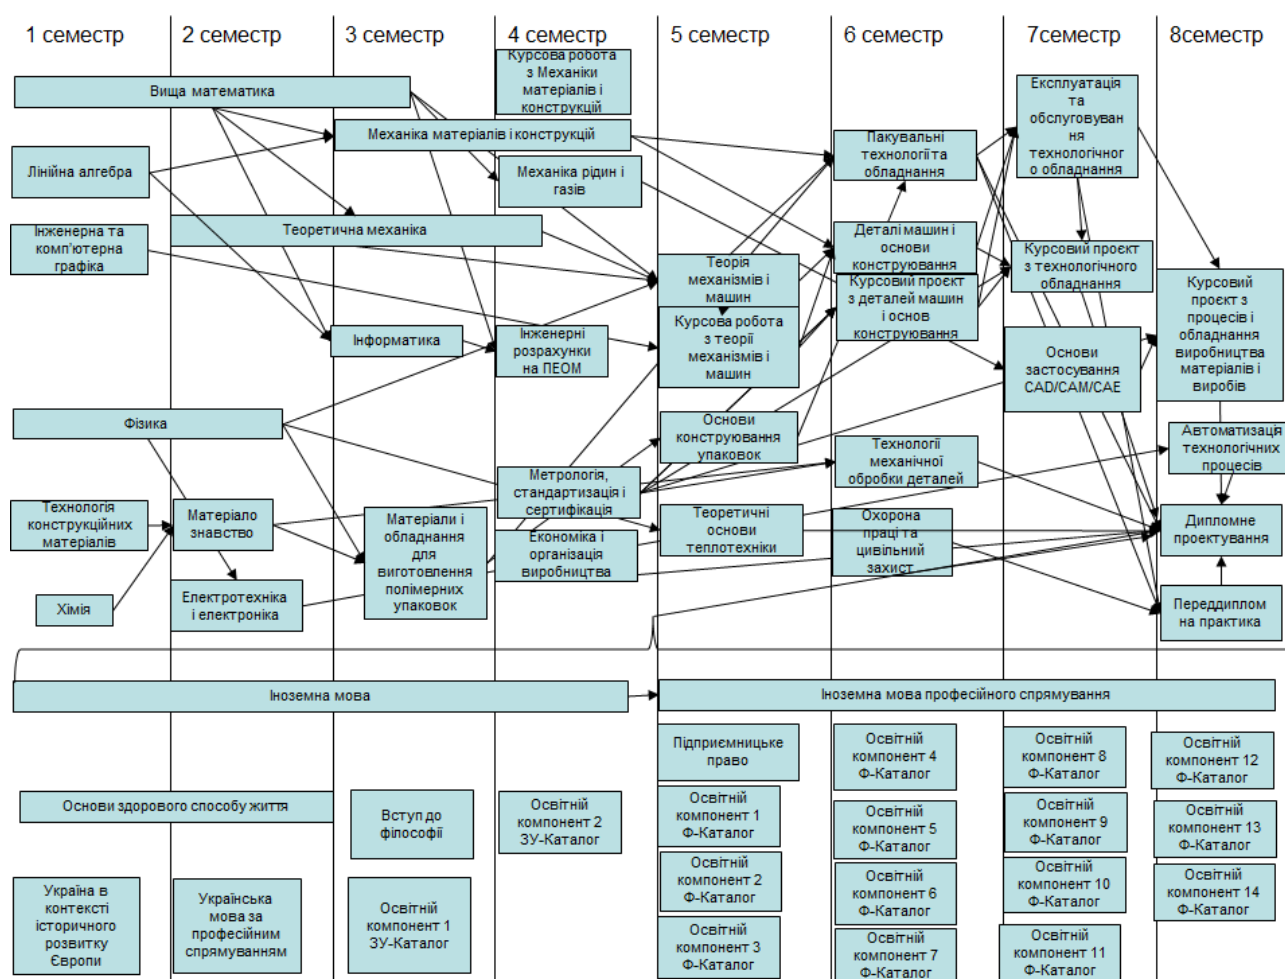 1 семестр
2 семестр
3 семестр
4 семестр
5 семестр
6 семестр
7семестр
8семестр
Курсова робота
з Механіки
матеріалів і
конструкцій
Вища математика
Механіка матеріалів і конструкцій
Лінійна алгебра
Механіка рідин і
газів
Інженерна та
комп'ютерна
графіка
Теоретична механіка
Інформатика
Інженерні
розрахунки
на ПЕОМ
Теорія
механізмів і
машин
Курсова робота
з теорії
механізмів і
машин
Пакувальні
технології та
обладнання
Деталі машин і
основи
конструювання
Курсовий проєкт
з деталей машин
і основ
конструювання
Експлуатація
та
обслуговуван
ня
технологічног
о обладнання
Курсовий проєкт
з технологічного
обладнання
Основи
застосування
CAD/CAM/CAE
Курсовий
проєкт з
процесів і
обладнання
виробництва
матеріалів і
виробів
Фізика
Основи
конструювання
упаковок
Технології
механічної
обробки деталей
Автоматизація
технологічних
процесів
Технологія
конструкційних
матеріалів
Матеріало
знавство
Матеріали і
обладнання
для
виготовлення
полімерних
упаковок
Метрологія,
стандартизація і
сертифікація
Економіка і
організація
виробництва
Теоретичні
основи
теплотехніки
Охорона
праці та
цивільний
захист
Дипломне
проектування
Хімія
Електротехніка
і електроніка
Переддиплом
на практика
Іноземна мова
Іноземна мова професійного спрямування
Підприємницьке
право
Освітній
компонент 4
Ф-Каталог
Освітній
компонент 8
Ф-Каталог
Освітній
компонент 12
Ф-Каталог
Основи здорового способу життя
Вступ до
філософії
Освітній
компонент 2
ЗУ-Каталог
Освітній
компонент 1
Ф-Каталог
Освітній
компонент 5
Ф-Каталог
Освітній
компонент 9
Ф-Каталог
Освітній
компонент 13
Ф-Каталог
Освітній
компонент 2
Ф-Каталог
Освітній
компонент 6
Ф-Каталог
Освітній
компонент 10
Ф-Каталог
Освітній
компонент 14
Ф-Каталог
Україна в
контексті
історичного
розвитку
Європи
Українська
мова за
професійним
спрямуванням
Освітній
компонент 1
ЗУ-Каталог
Освітній
компонент 3
Ф-Каталог
Освітній
компонент 7
Ф-Каталог
Освітній
компонент 11
Ф-Каталог